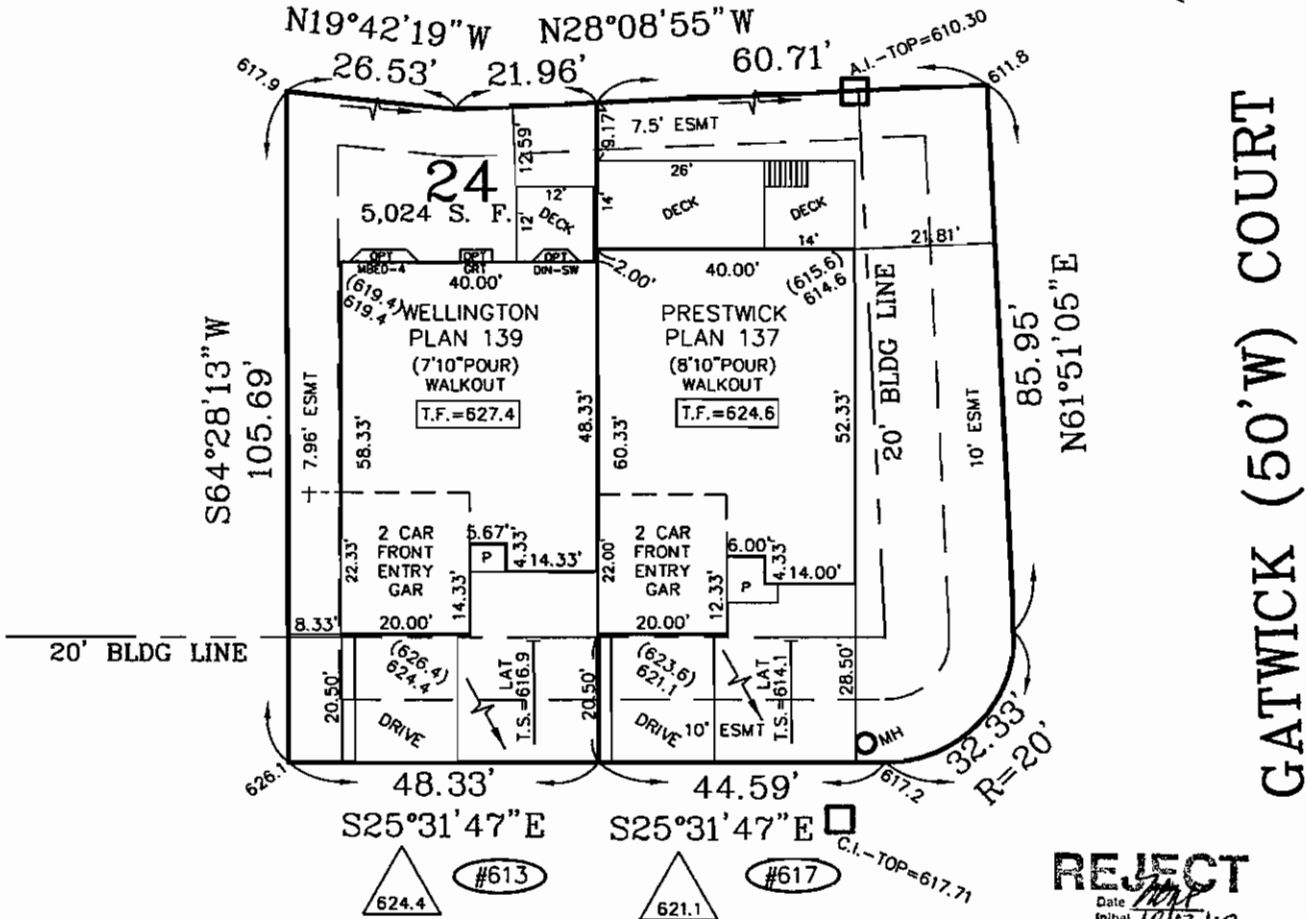 N19°42'19"W N28°08'55"W
26.53' 21.96' 60.71'
A.I.-TOP=610.30
617.9
611.8
7.5' ESMT
12.59'
9.17'
24
5,024 S. F.
12'
12'
DECK
14'
26'
DECK
DECK
14'
21.81'
OPT
MBED-4
OPT
GRT
OPT
DIN-SW
40.00'
2.00'
40.00'
(619.4)
619.4
(615.6)
614.6
WELLINGTON
PLAN 139
(7'10"POUR)
WALKOUT
T.F.=627.4
PRESTWICK
PLAN 137
(8'10"POUR)
WALKOUT
T.F.=624.6
S64°28'13"W
105.69'
7.96' ESMT
58.33'
48.33'
60.33'
52.33'
20' BLDG LINE
10' ESMT
85.95'
N61°51'05"E
GATWICK (50'W) COURT
2 CAR
FRONT
ENTRY
GAR
22.33'
5.67'
P
4.33'
14.33'
14.33'
20.00'
8.33'
2 CAR
FRONT
ENTRY
GAR
22.00'
6.00'
P
4.33'
14.00'
12.33'
20.00'
20' BLDG LINE
20.50'
(626.4)
624.4
DRIVE
LAT
T.S.=616.9
20.50'
(623.6)
621.1
DRIVE
10' ESMT
LAT
T.S.=614.1
28.50'
MH
32.33'
R=20'
626.1
48.33'
44.59'
617.2
S25°31'47"E S25°31'47"E
C.I.-TOP=617.71
624.4
#613
621.1
#617
REJECT
Date
Initial